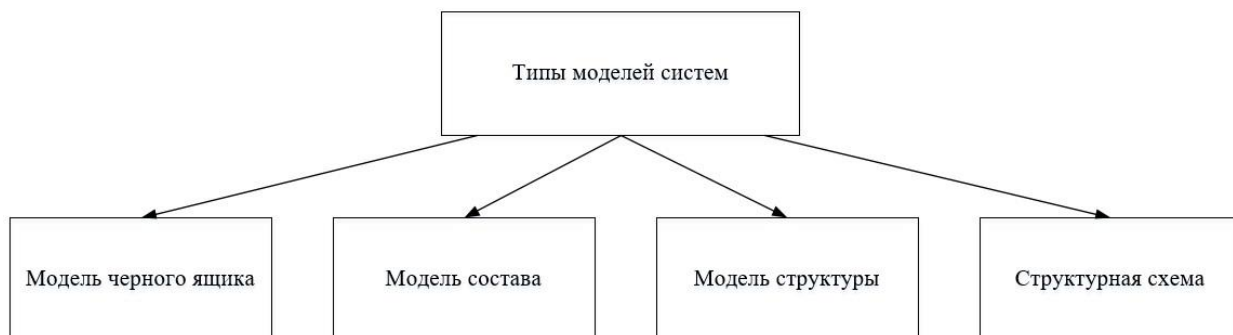 Типы моделей систем
Модель черного ящика
Модель состава
Модель структуры
Структурная схема